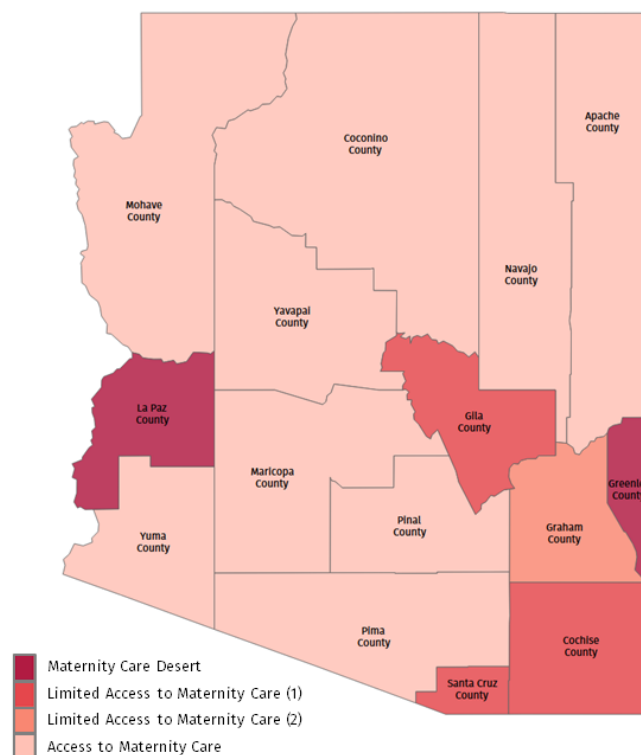 Apache
County
Coconino
County
Mohave
County
Navajo
County
Yavapai
County
La Paz
County
Gila
County
Maricopa
County
Greenle
County
Pinal
County
Graham
County
Yuma
County
Pima
County
Cochise
County
Santa Cruz
County
Maternity Care Desert
Limited Access to Maternity Care (1)
Limited Access to Maternity Care (2)
Access to Maternity Care